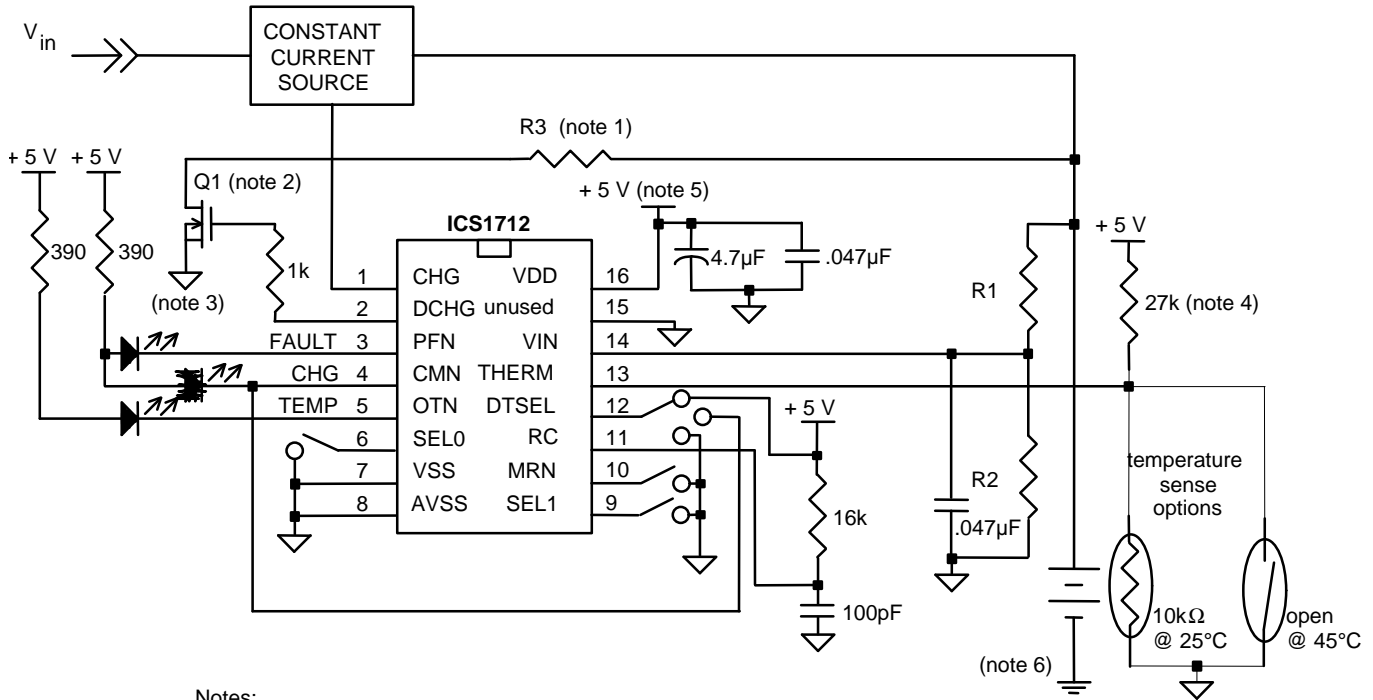 Vin
CONSTANT
CURRENT
SOURCE
R3 (note 1)
+ 5 V
+ 5 V
Q1 (note 2)
+ 5 V (note 5)
ICS1712
+ 5 V
390
390
1k
4.7µF
.047µF
(note 3)
R1
27k (note 4)
1
CHG
VDD
16
2
DCHG
unused
15
FAULT
3
PFN
VIN
14
CHG
4
CMN
THERM
13
TEMP
5
OTN
DTSEL
12
+ 5 V
6
SEL0
RC
11
7
VSS
MRN
10
8
AVSS
SEL1
9
16k
R2
.047µF
temperature
sense
options
100pF
10kΩ
@ 25°C
open
@ 45°C
(note 6)
Notes: